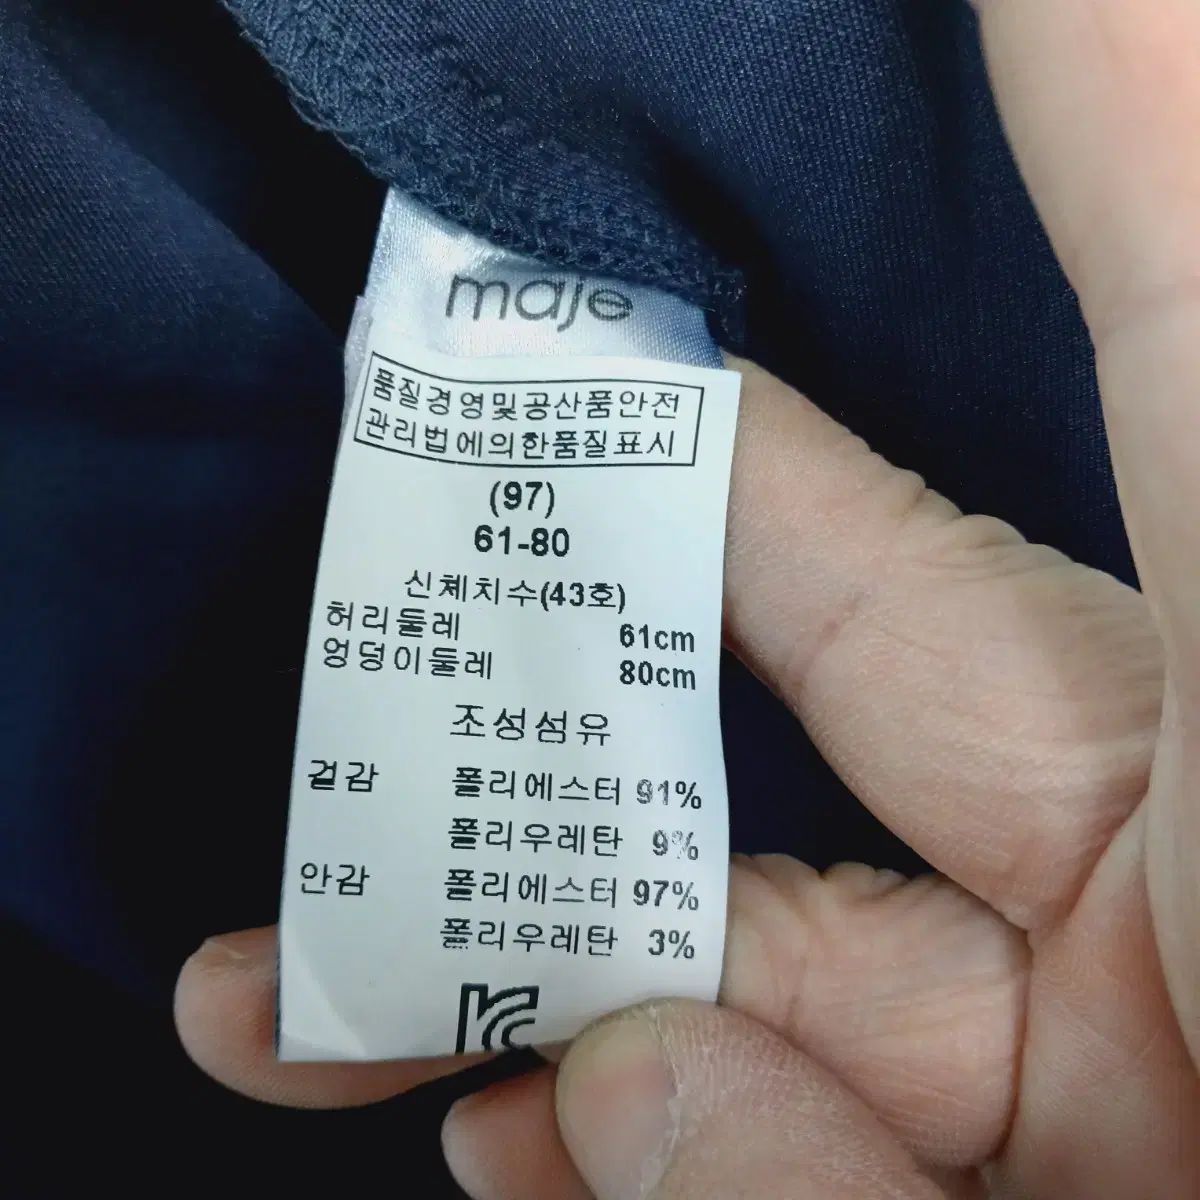 maje
품질경영및공산품안전
관리법에의한품질표시
(97)
61-80
신체치수(43호)
허리둘레 61cm
엉덩이둘레 80cm
조성섬유
겉감 폴리에스터 91%
폴리우레탄 9%
안감 폴리에스터 97%
폴리우레탄 3%